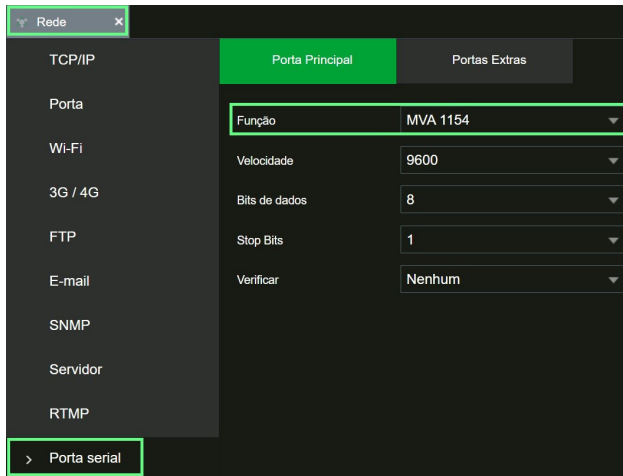 Rede x
TCP/IP
Porta
Wi-Fi
3G / 4G
FTP
E-mail
SNMP
Servidor
RTMP
> Porta serial
Porta Principal Portas Extras
Função MVA 1154
Velocidade 9600
Bits de dados 8
Stop Bits 1
Verificar Nenhum